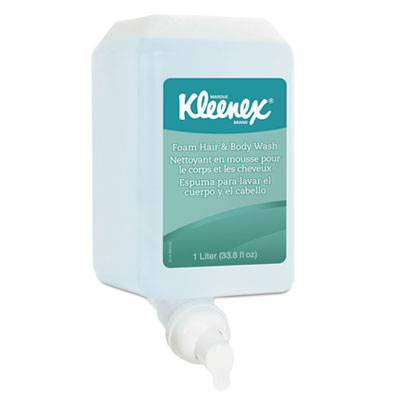 MARQUE
Kleenex®
BRAND
Foam Hair & Body Wash
Nettoyant en mousse pour
le corps et les cheveux
Espuma para lavar el
cuerpo y el cabello
1 Liter (33.8 fl oz)